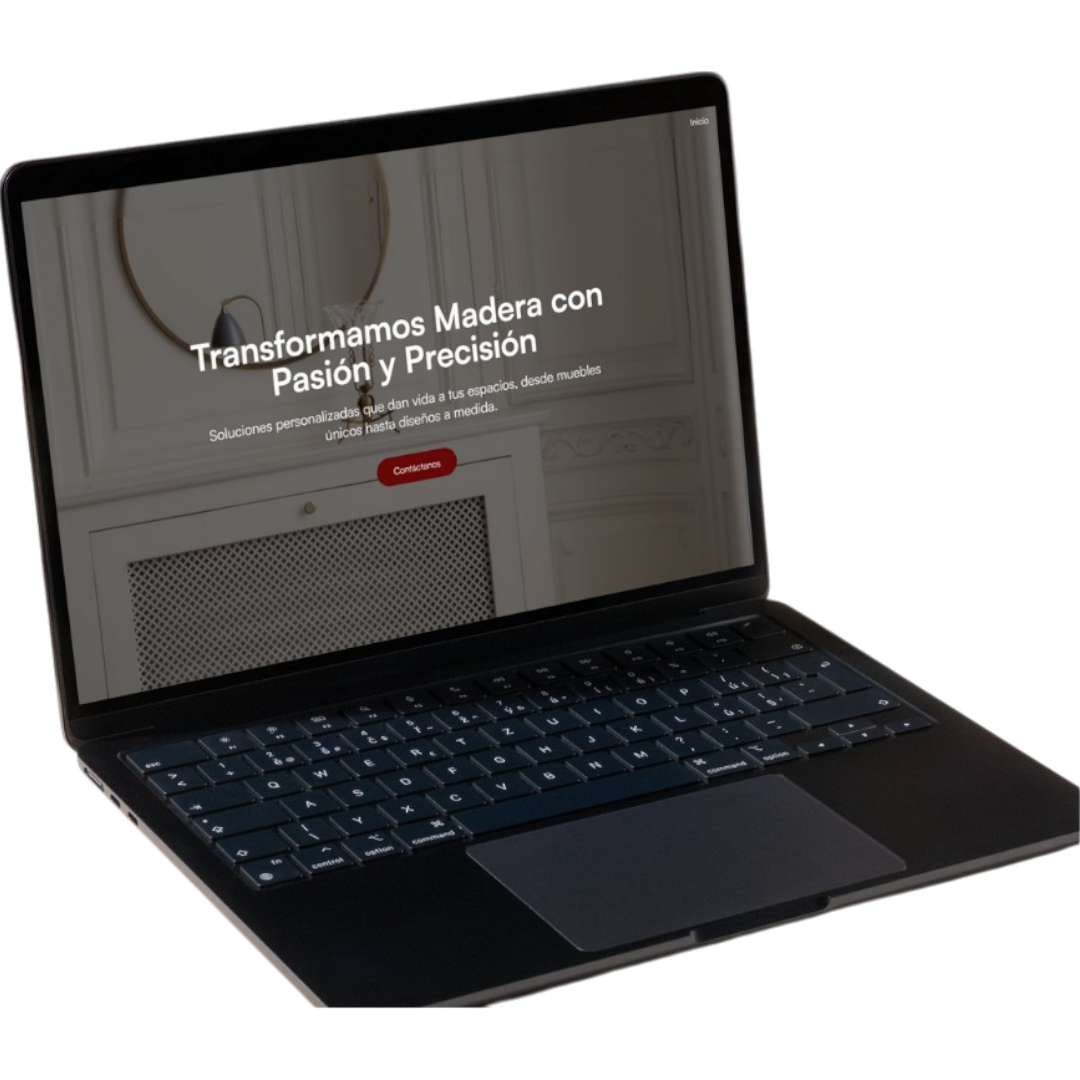 Inicio
Transformamos Madera con
Pasión y Precisión
Soluciones personalizadas que dan vida a tus espacios, desde muebles
únicos hasta diseños a medida.
Contáctenos
esc
Q W E R T Z U I O P
A S D F G H J K L
Y X C V B N M
fn control option command command option